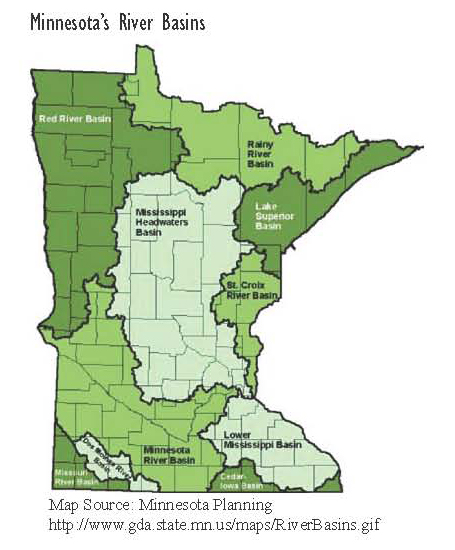 Minnesota's River Basins
Red River Basin
Rainy
River
Basin
Mississippi
Headwaters
Basin
Lake
Superior
Basin
St. Croix
River Basin
Lower
Mississippi Basin
Minnesota
River Basin
Des Moines River
Basin
Missouri
River Basin
Cedar-
Iowa Basin
Map Source: Minnesota Planning
http://www.gda.state.mn.us/maps/RiverBasins.gif